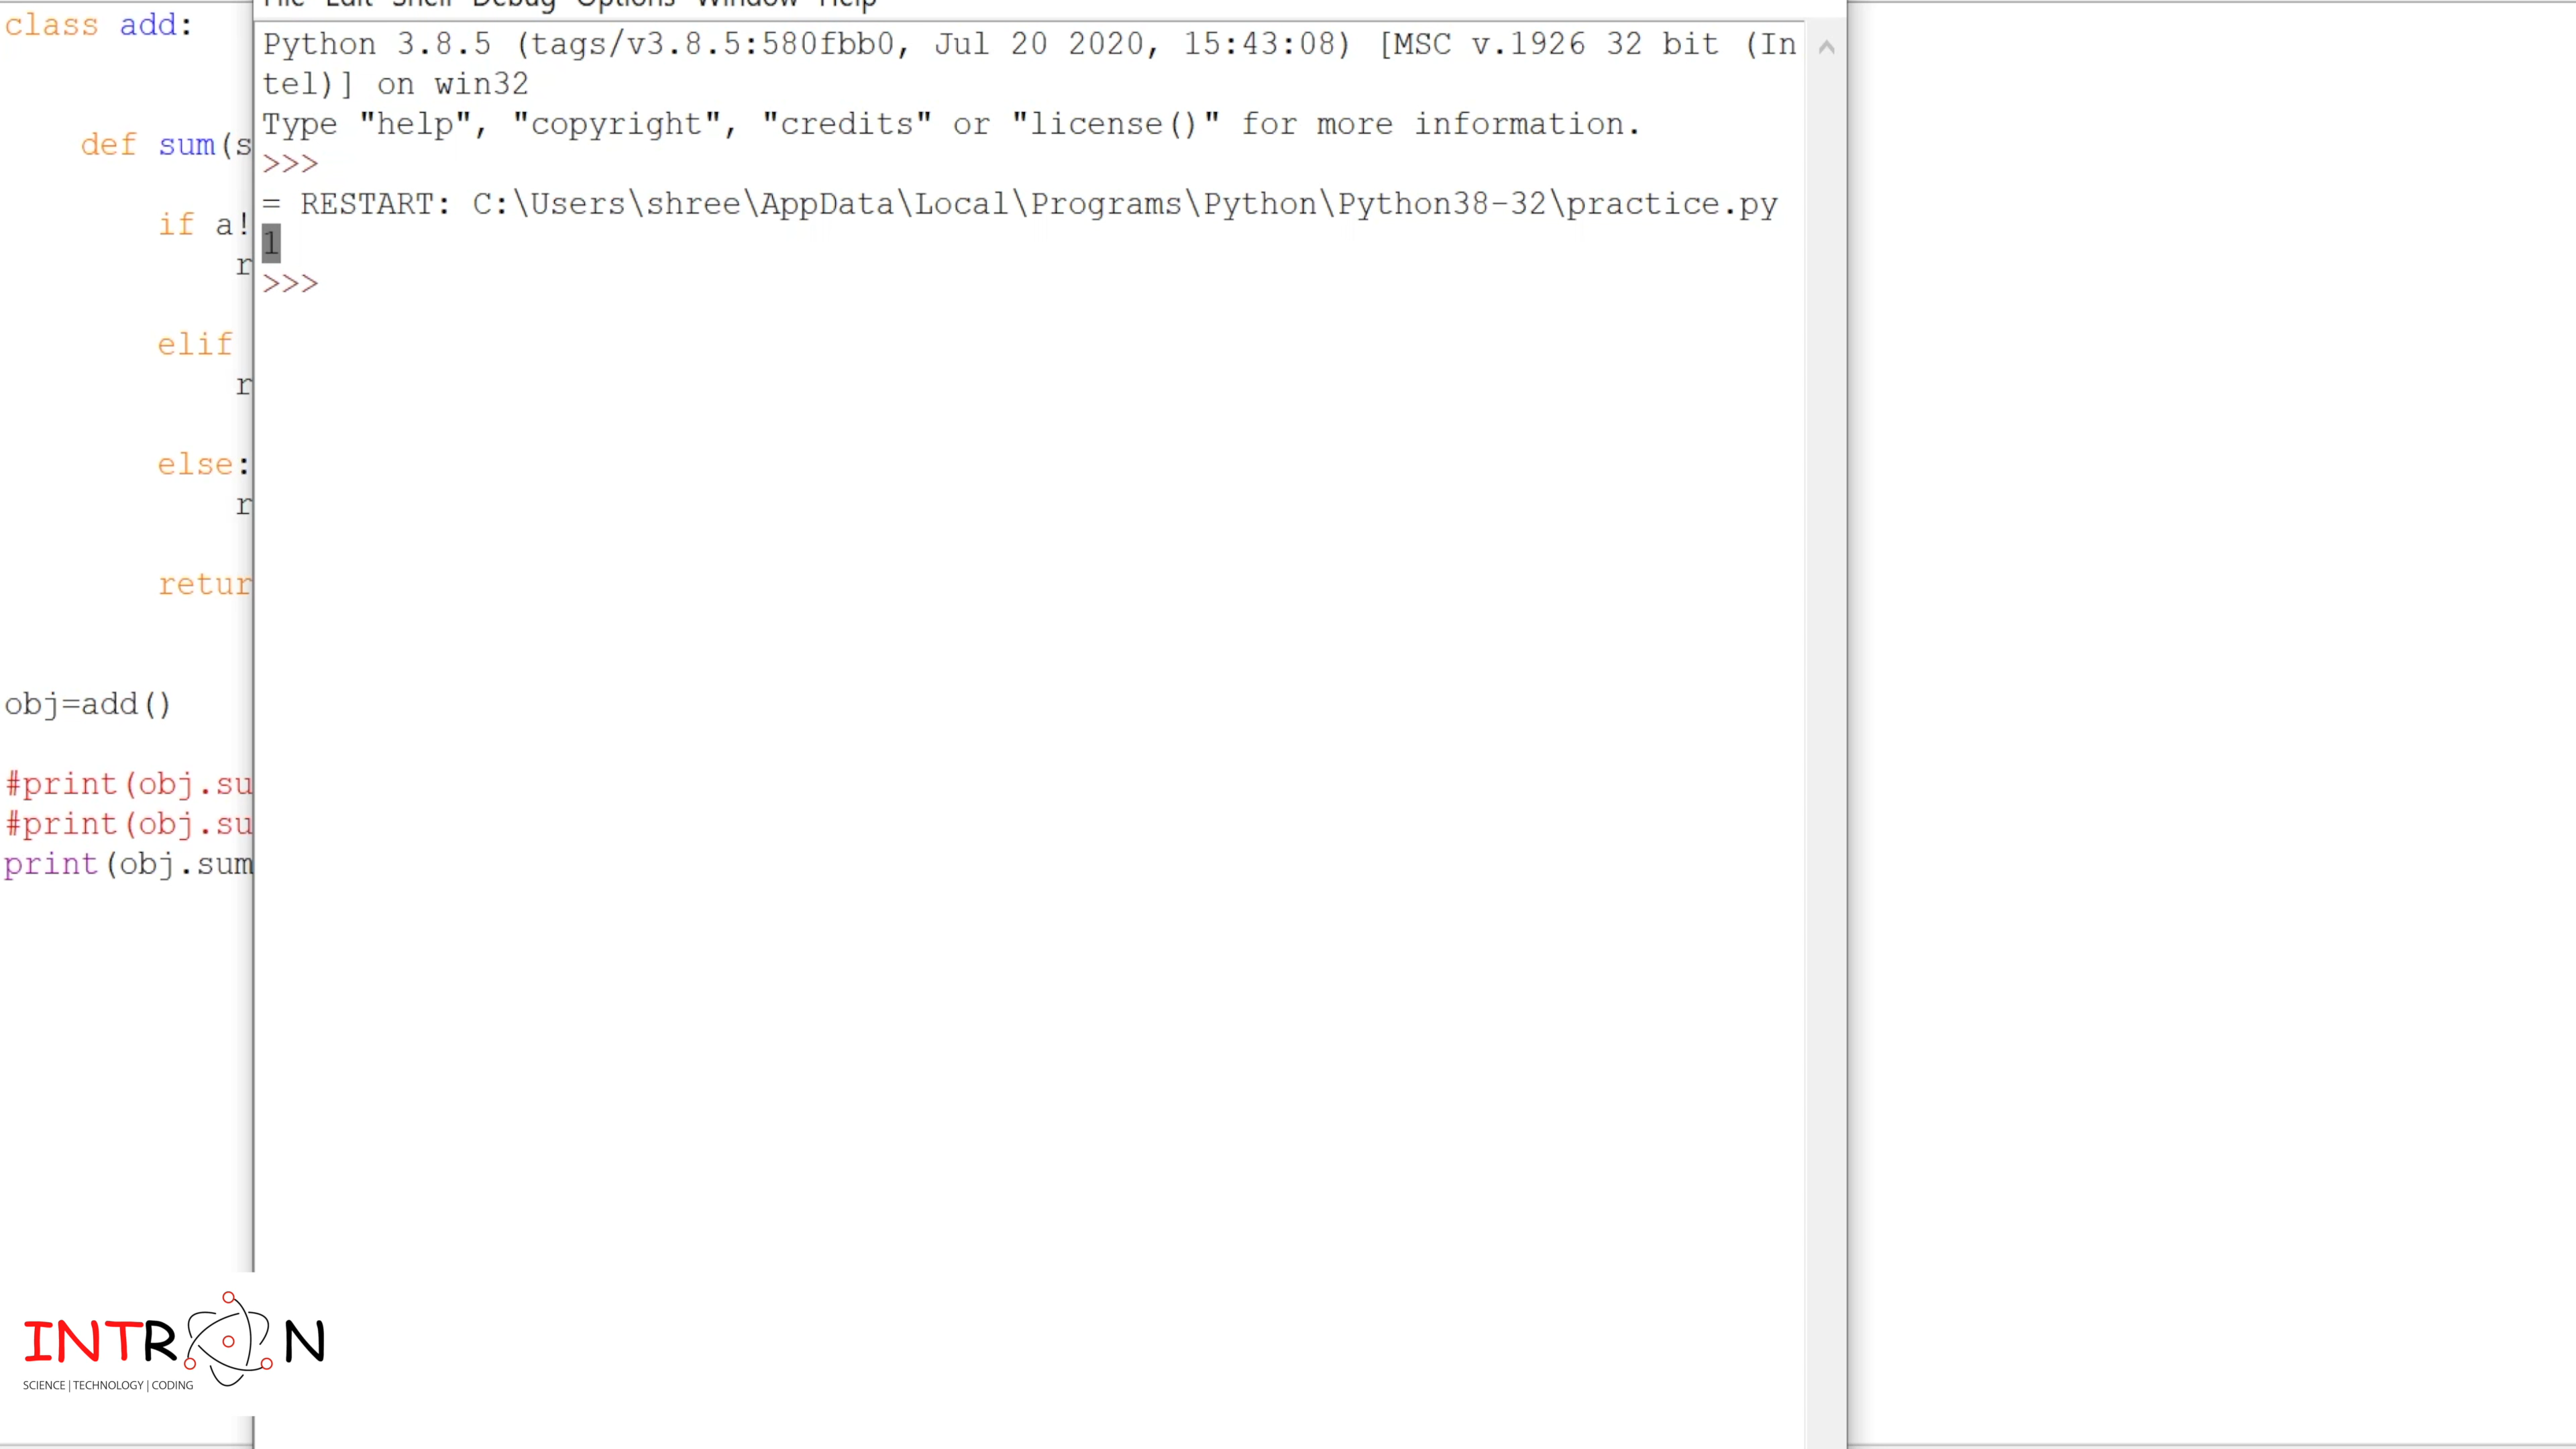 File Edit Shell Debug Options Window Help
class add:
def sum(s
if a!
r
elif
r
else:
r
retur
obj=add()
#print(obj.su
#print(obj.su
print(obj.sum
Python 3.8.5 (tags/v3.8.5:580fbb0, Jul 20 2020, 15:43:08) [MSC v.1926 32 bit (In
tel)] on win32
Type "help", "copyright", "credits" or "license()" for more information.
>>>
= RESTART: C:\Users\shree\AppData\Local\Programs\Python\Python38-32\practice.py
1
>>>
INTRON
SCIENCE | TECHNOLOGY | CODING